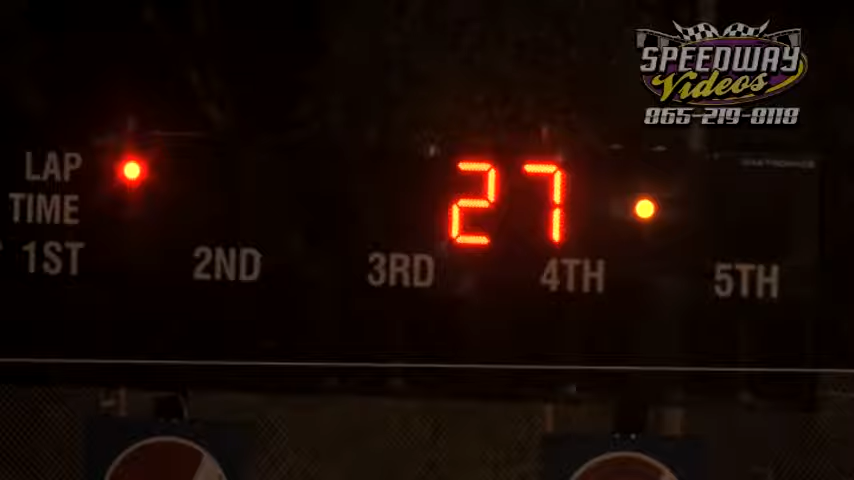 SPEEDWAY
Videos
865-219-8118
LAP
TIME
27
1ST
2ND
3RD
4TH
5TH